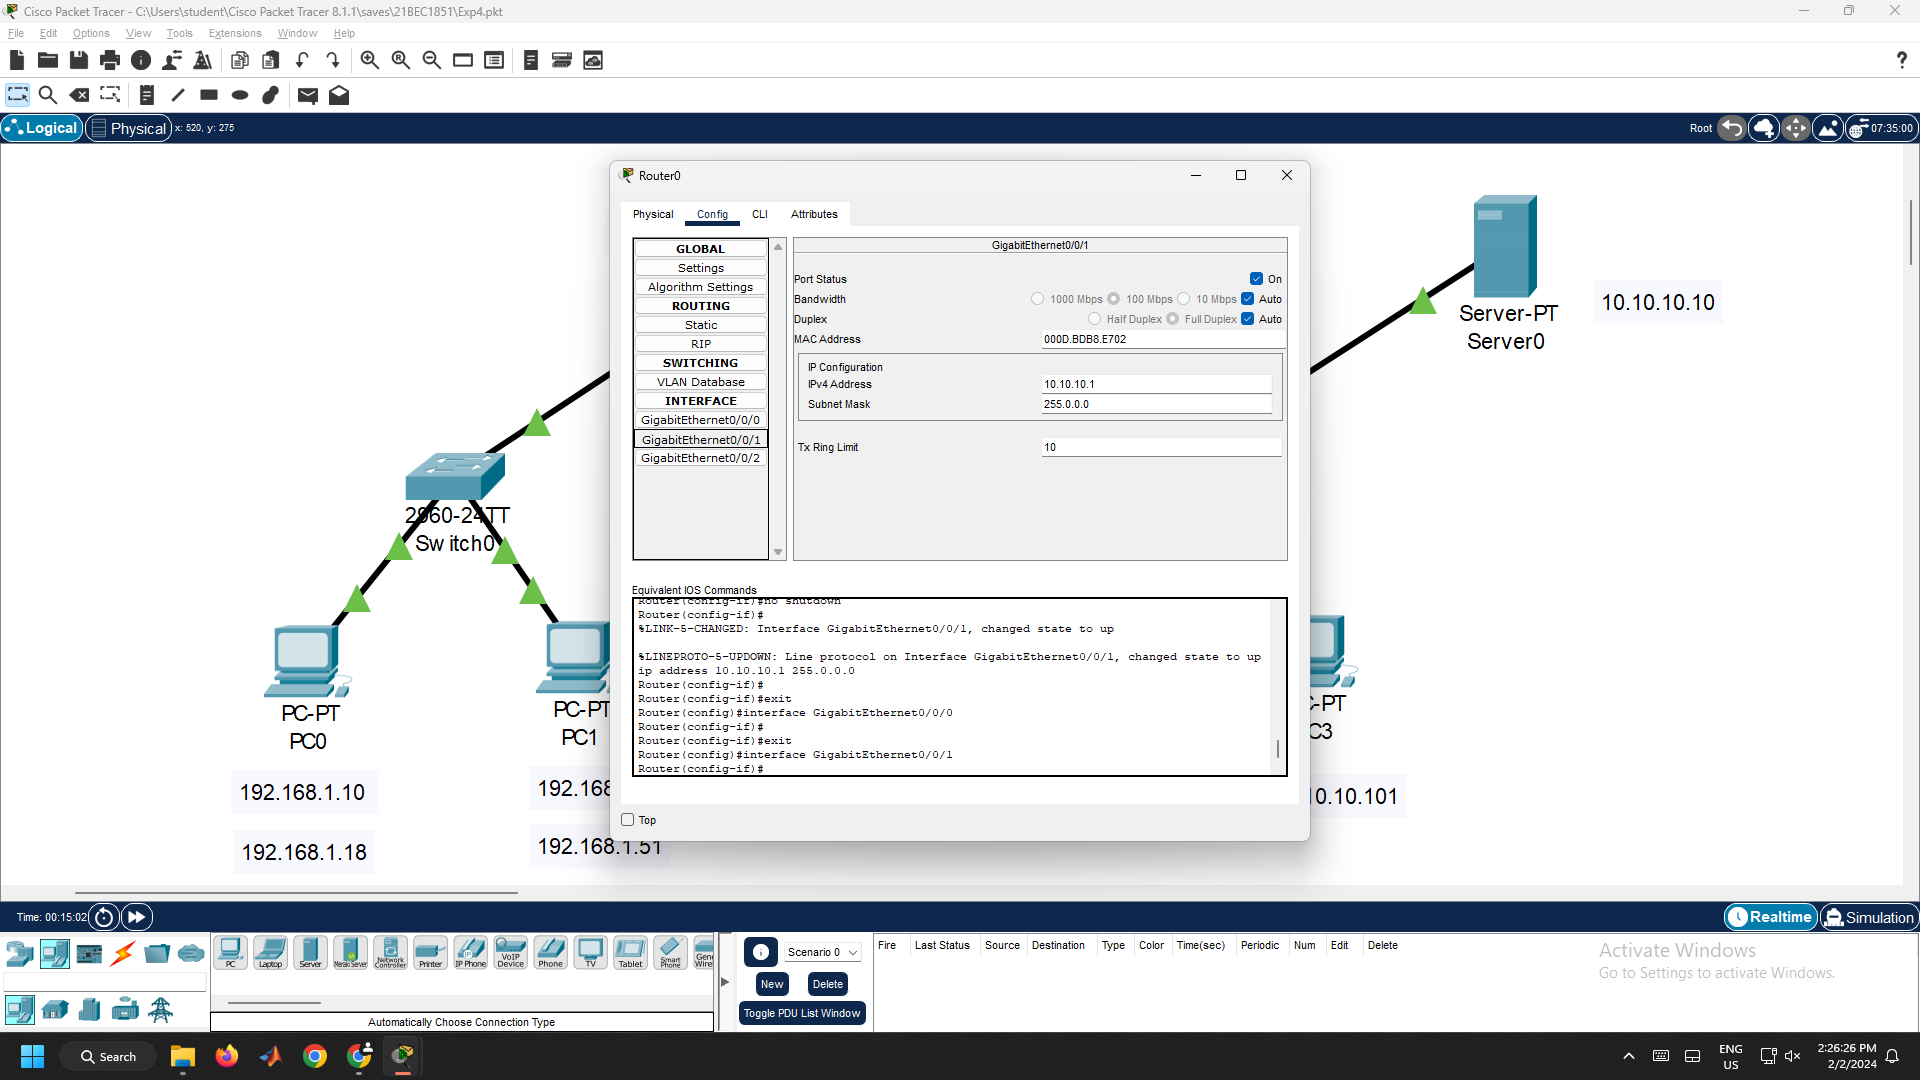 Cisco Packet Tracer - C:\Users\student\Cisco Packet Tracer 8.1.1\saves\21BEC1851\Exp4.pkt
File Edit Options View Tools Extensions Window Help
?
Logical Physical x: 520, y: 275
Root 07:35:00
Router0
Physical Config CLI Attributes
GLOBAL
Settings
Algorithm Settings
ROUTING
Static
RIP
SWITCHING
VLAN Database
INTERFACE
GigabitEthernet0/0/0
GigabitEthernet0/0/1
GigabitEthernet0/0/2
GigabitEthernet0/0/1
Port Status On
Bandwidth 1000 Mbps 100 Mbps 10 Mbps Auto
Duplex Half Duplex Full Duplex Auto
MAC Address 000D.BDB8.E702
IP Configuration
IPv4 Address 10.10.10.1
Subnet Mask 255.0.0.0
Tx Ring Limit 10
Equivalent IOS Commands
Router(config-if)#no shutdown
Router(config-if)#
%LINK-5-CHANGED: Interface GigabitEthernet0/0/1, changed state to up
%LINEPROTO-5-UPDOWN: Line protocol on Interface GigabitEthernet0/0/1, changed state to up
ip address 10.10.10.1 255.0.0.0
Router(config-if)#
Router(config-if)#exit
Router(config)#interface GigabitEthernet0/0/0
Router(config-if)#
Router(config-if)#exit
Router(config)#interface GigabitEthernet0/0/1
Router(config-if)#
Top
Server-PT
Server0
10.10.10.10
2960-24TT
Switch0
PC-PT
PC0
PC-PT
PC1
-PT
C3
192.168.1.10
192.168
192.168.1.18
192.168.1.51
0.10.101
Time: 00:15:02
Realtime Simulation
PC Laptop Server Meraki Server Network Controller Printer IP Phone VoIP Device Phone TV Tablet Smart Phone
Automatically Choose Connection Type
Scenario 0
New Delete
Toggle PDU List Window
Fire Last Status Source Destination Type Color Time(sec) Periodic Num Edit Delete
Activate Windows
Go to Settings to activate Windows.
Search
ENG
US
2:26:26 PM
2/2/2024